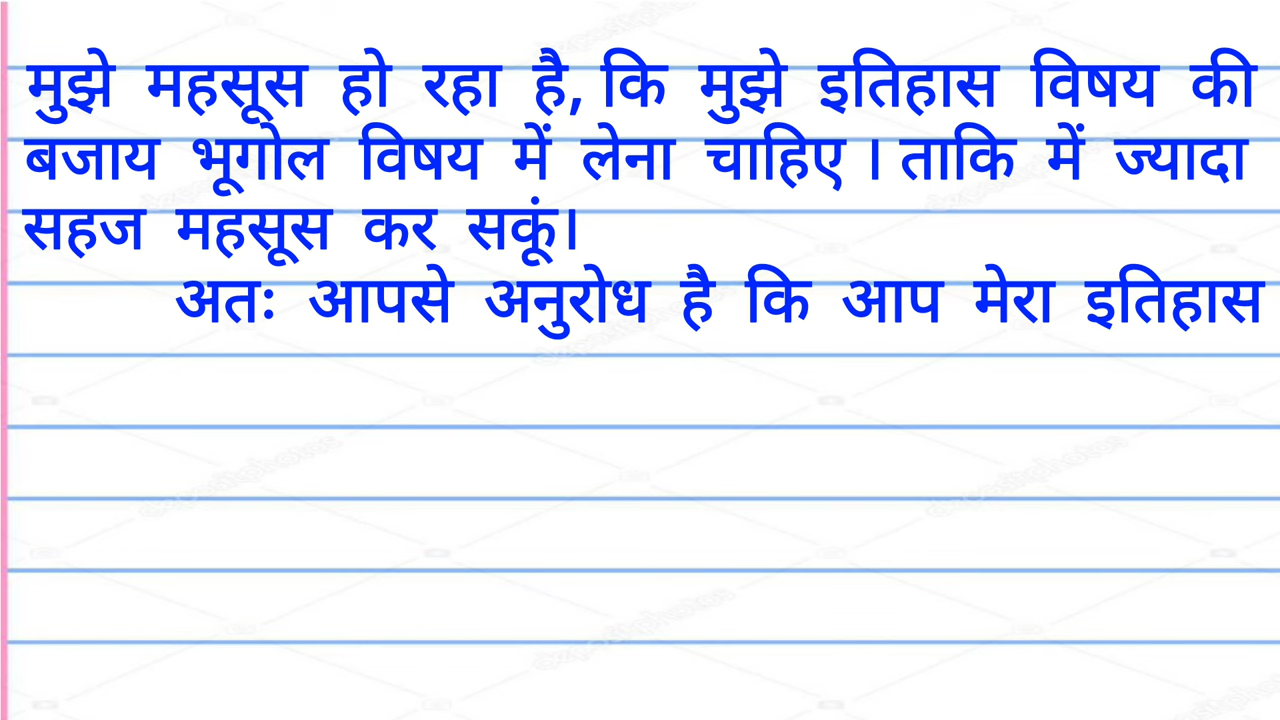 मुझे महसूस हो रहा है, कि मुझे इतिहास विषय की
बजाय भूगोल विषय में लेना चाहिए । ताकि में ज्यादा
सहज महसूस कर सकूं।
अतः आपसे अनुरोध है कि आप मेरा इतिहास